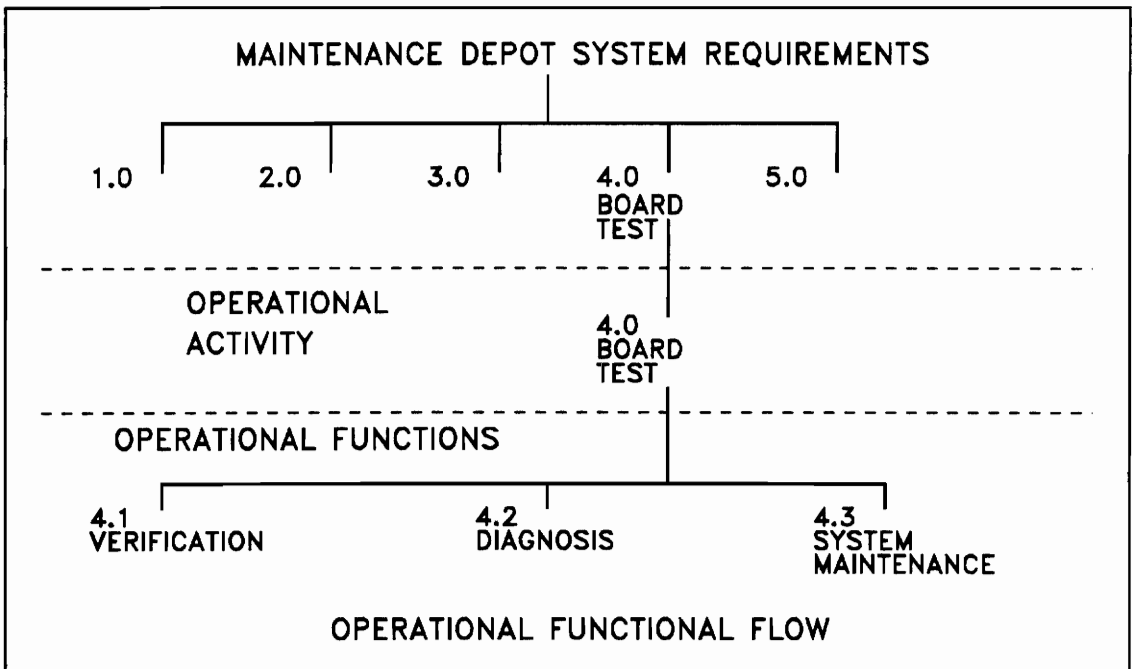 MAINTENANCE DEPOT SYSTEM REQUIREMENTS
1.0 2.0 3.0 4.0 5.0
BOARD
TEST
OPERATIONAL
ACTIVITY
4.0
BOARD
TEST
OPERATIONAL FUNCTIONS
4.1 4.2 4.3
VERIFICATION DIAGNOSIS SYSTEM
MAINTENANCE
OPERATIONAL FUNCTIONAL FLOW